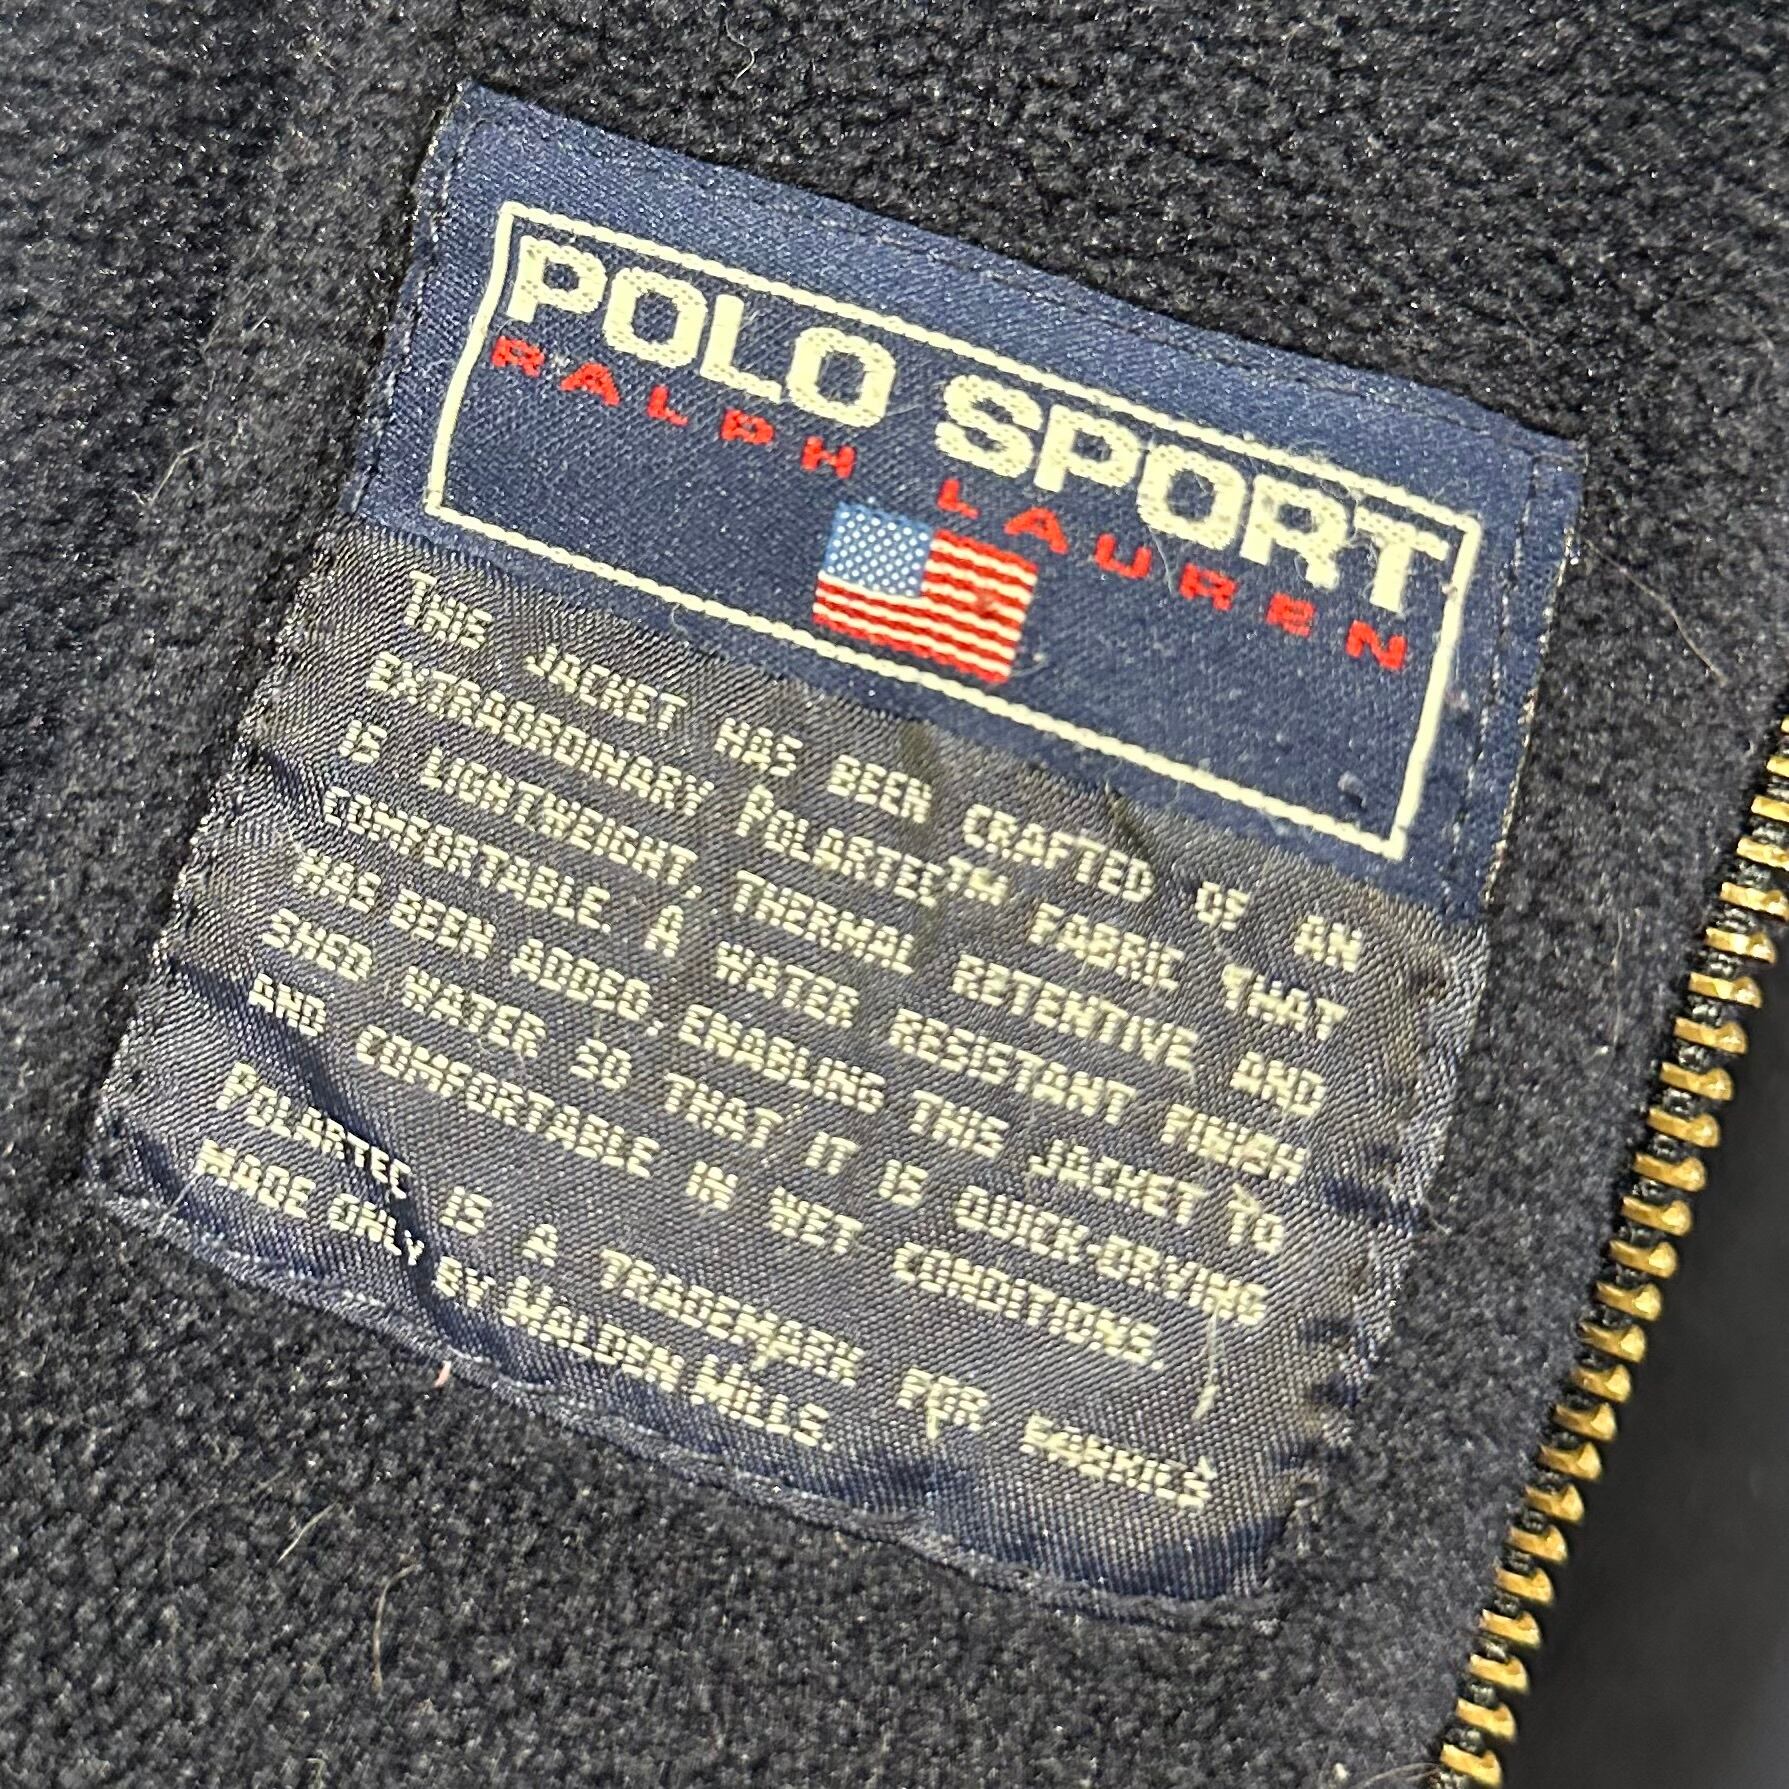 POLO SPORT
RALPH LAUREN
THIS JACKET HAS BEEN CRAFTED OF AN
EXTRAORDINARY POLARTEC™ FABRIC THAT
IS LIGHTWEIGHT, THERMAL RETENTIVE AND
COMFORTABLE. A WATER RESISTANT FINISH
HAS BEEN ADDED, ENABLING THIS JACKET TO
SHED WATER SO THAT IT IS QUICK-DRYING
AND COMFORTABLE IN WET CONDITIONS.
POLARTEC IS A TRADEMARK FOR FABRICS
MADE ONLY BY MALDEN MILLS.